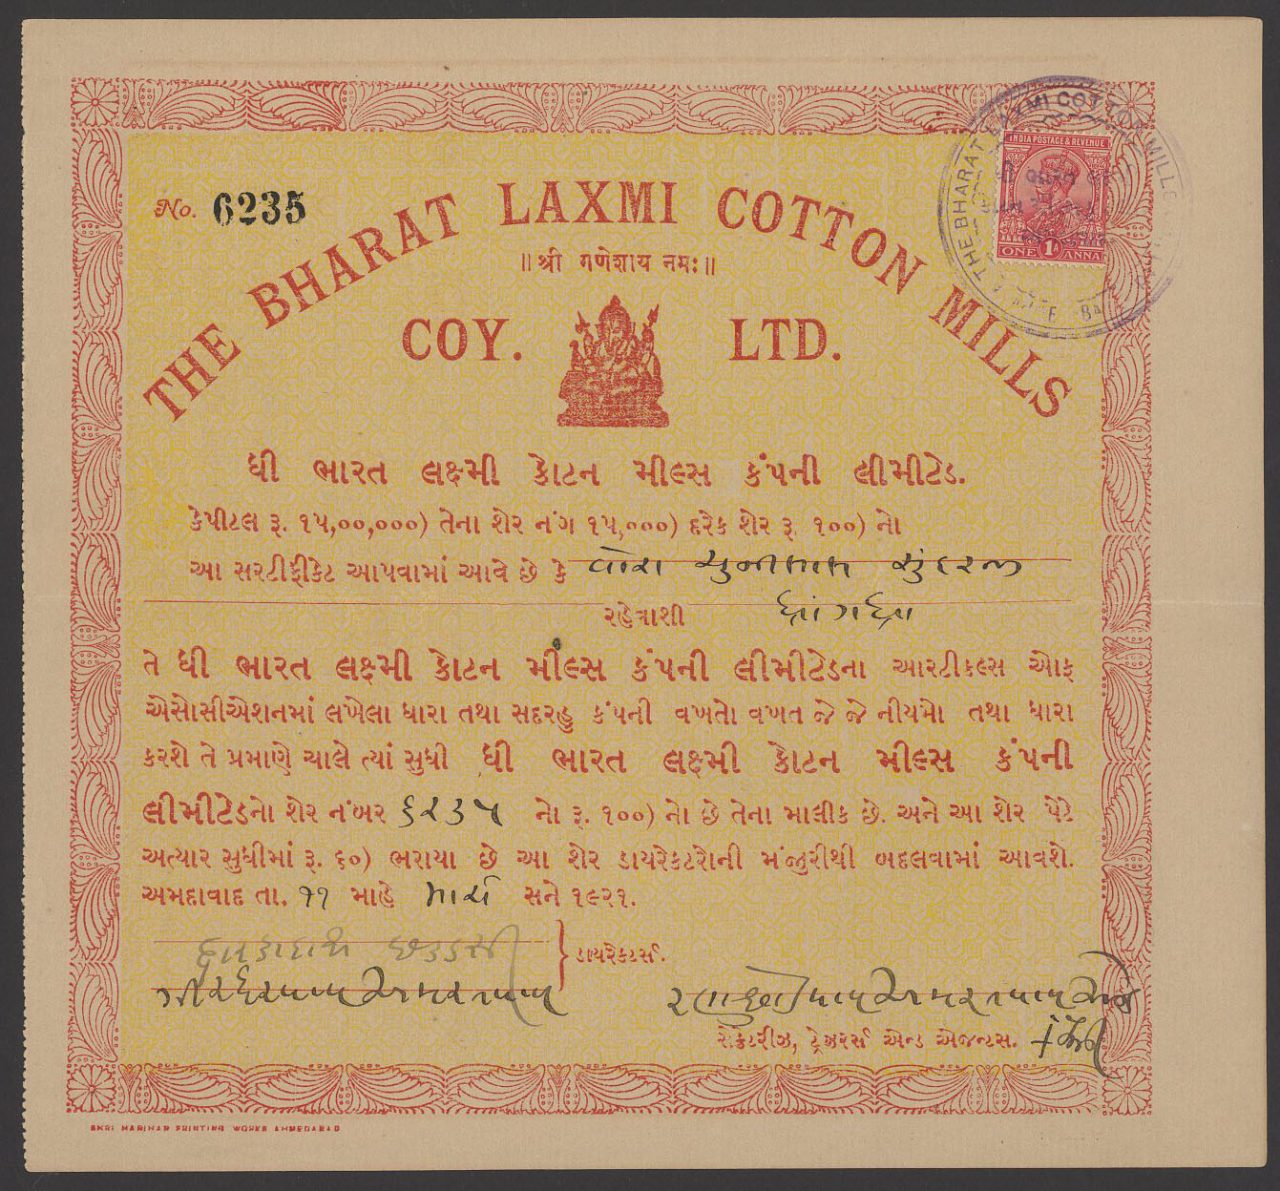 THE BHARAT LAXMI COTTON MILLS
INDIA POSTAGE & REVENUE
ONE 1A ANNA
No. 6235
THE BHARAT LAXMI COTTON MILLS
॥ श्री गणेशाय नमः॥
COY. LTD.
ધી ભારત લક્ષ્મી કોટન મીલ્સ કંપની લીમીટેડ.
કેપીટલ રૂ. ૧૫,૦૦,૦૦૦) તેના શેર નંગ ૧૫,૦૦૦) દરેક શેર રૂ. ૧૦૦) નો
આ સરટીફીકેટ આપવામાં આવે છે કે વોરા ચુનીલાલ સુંદરજી
રહેવાશી ધ્રાંગધ્રા
તે ધી ભારત લક્ષ્મી કોટન મીલ્સ કંપની લીમીટેડના આરટીકલ્સ ઓફ
એસોસીએશનમાં લખેલા ધારા તથા સદરહુ કંપની વખતો વખત જે જે નીયમો તથા ધારા
કરશે તે પ્રમાણે ચાલે ત્યાં સુધી ધી ભારત લક્ષ્મી કોટન મીલ્સ કંપની
લીમીટેડનો શેર નંબર ૬૨૩૫ નો રૂ. ૧૦૦) નો છે તેના માલીક છે. અને આ શેર પેટે
અત્યાર સુધીમાં રૂ. ૬૦) ભરાયા છે આ શેર ડાયરેકટરોની મંજુરીથી બદલવામાં આવશે.
અમદાવાદ તા. ૧૧ માહે માર્ચ સને ૧૯૨૧.
ડાયરેકટર્સ.
સેક્રેટરીઝ, ટ્રેઝરર્સ એન્ડ એજન્ટસ.
SHRI HARIHAR PRINTING WORKS AHMEDABAD